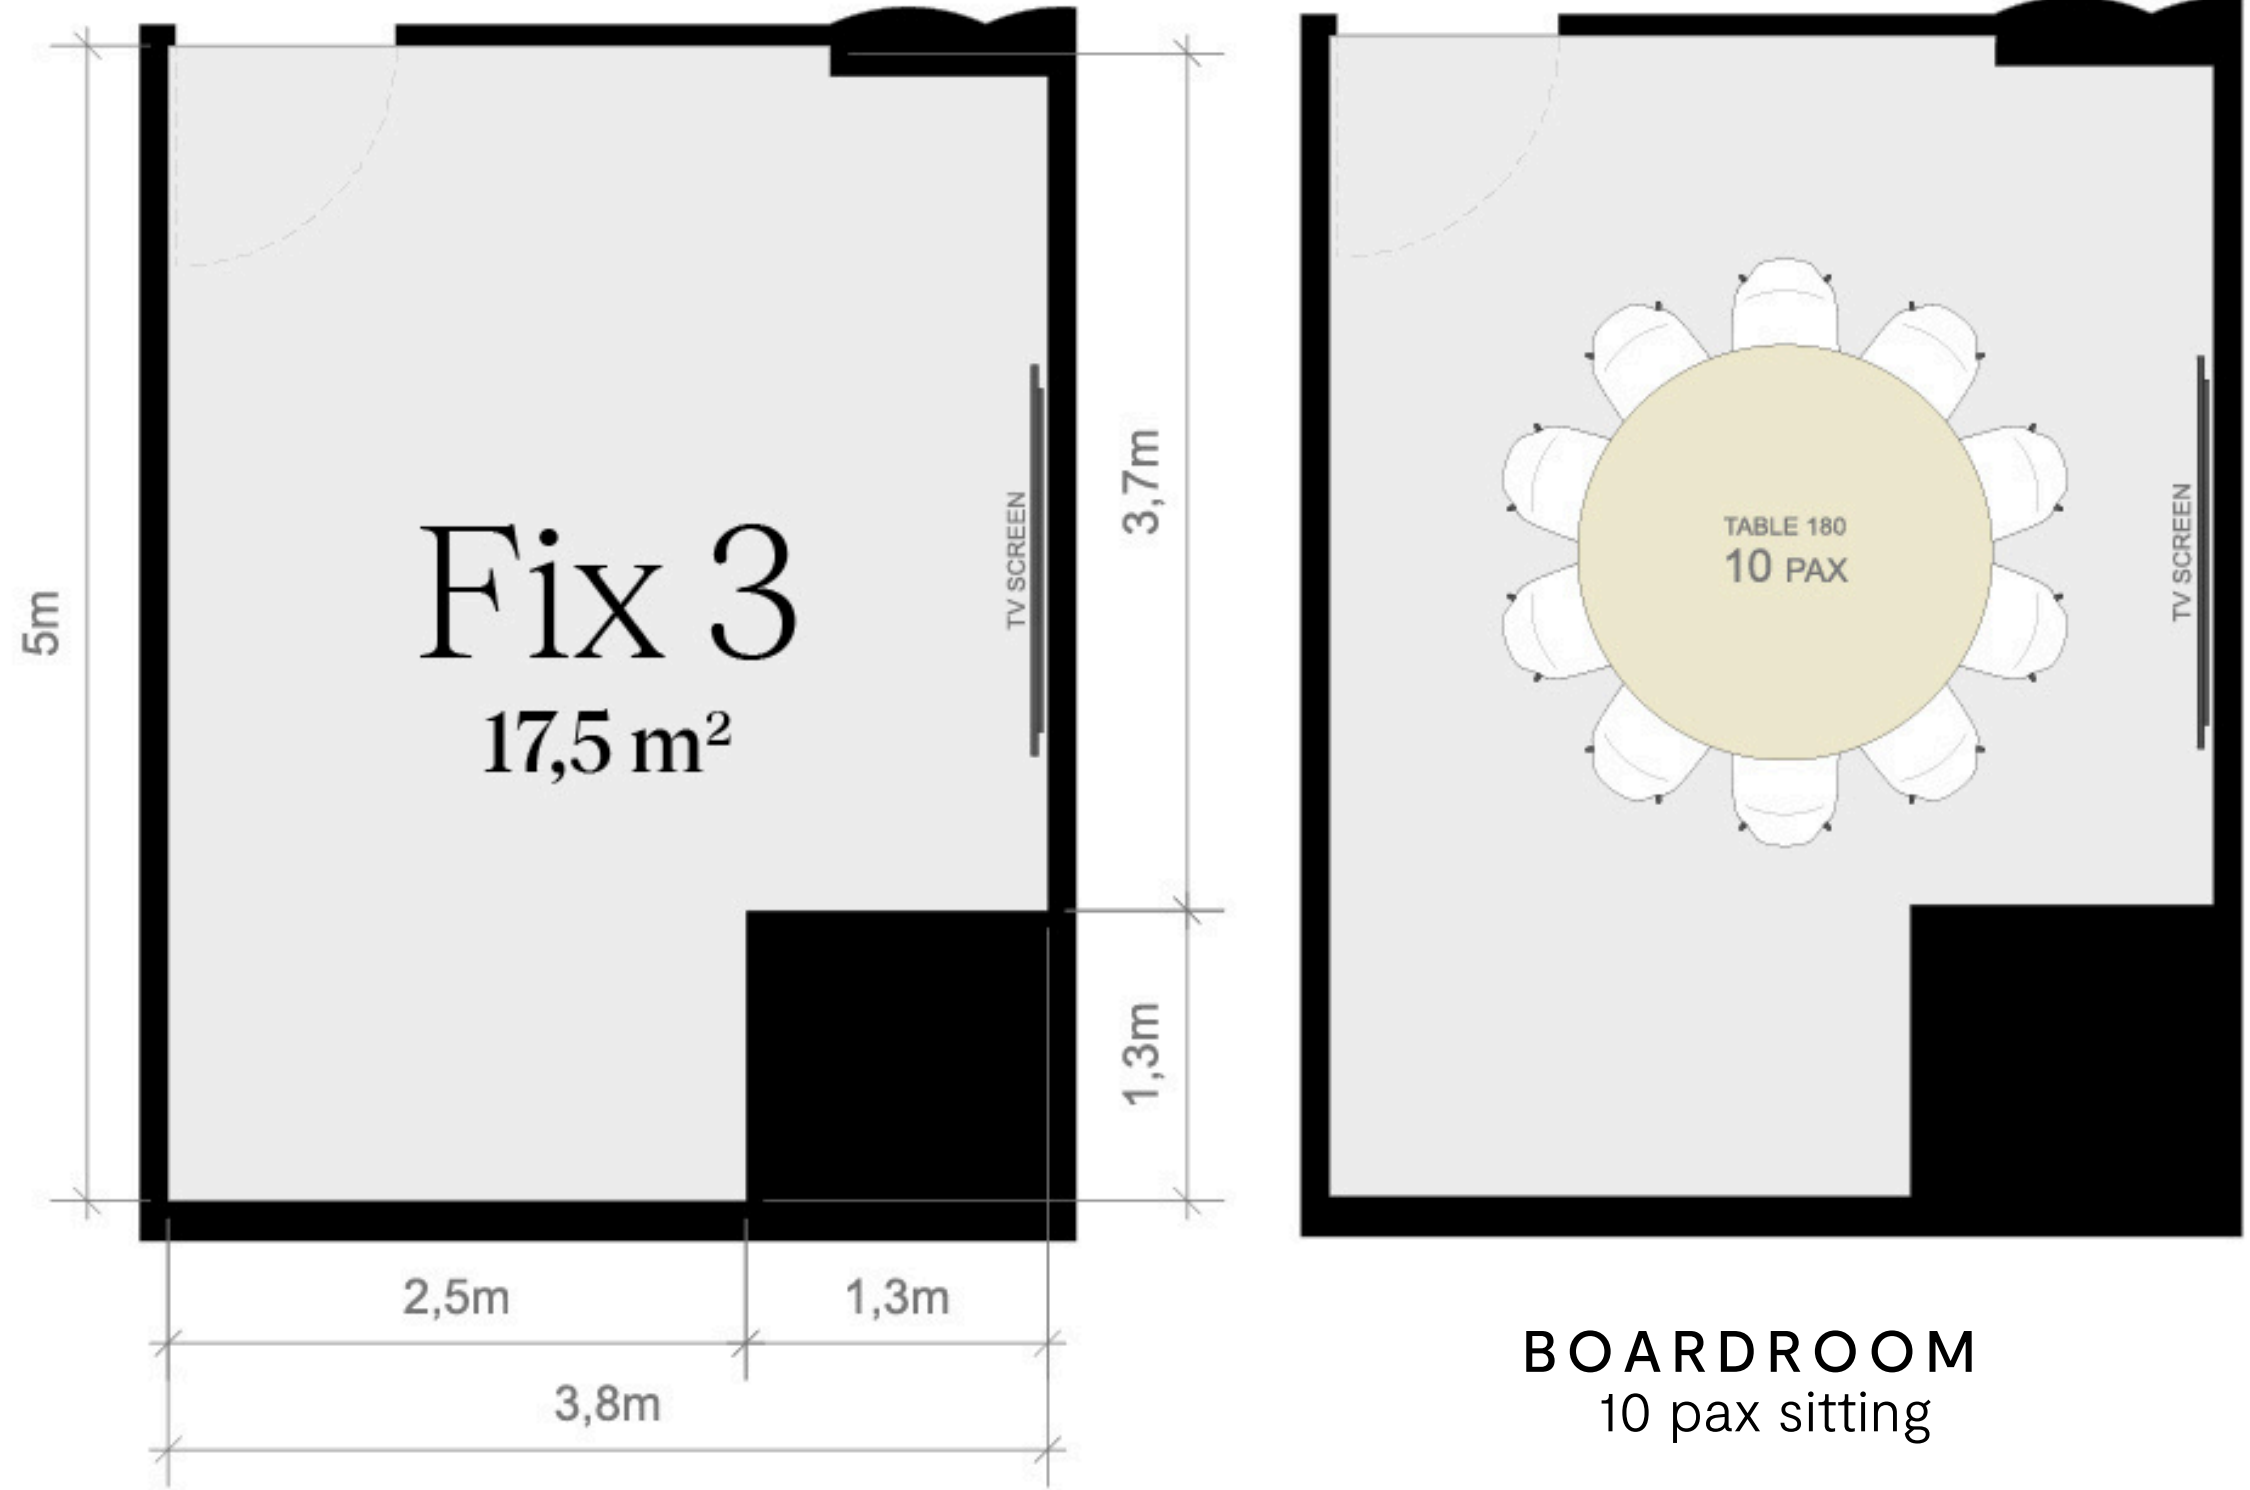 5m
Fix 3
17,5 m²
TV SCREEN
3,7m
1,3m
2,5m
1,3m
3,8m
TABLE 180
10 PAX
TV SCREEN
BOARDROOM
10 pax sitting